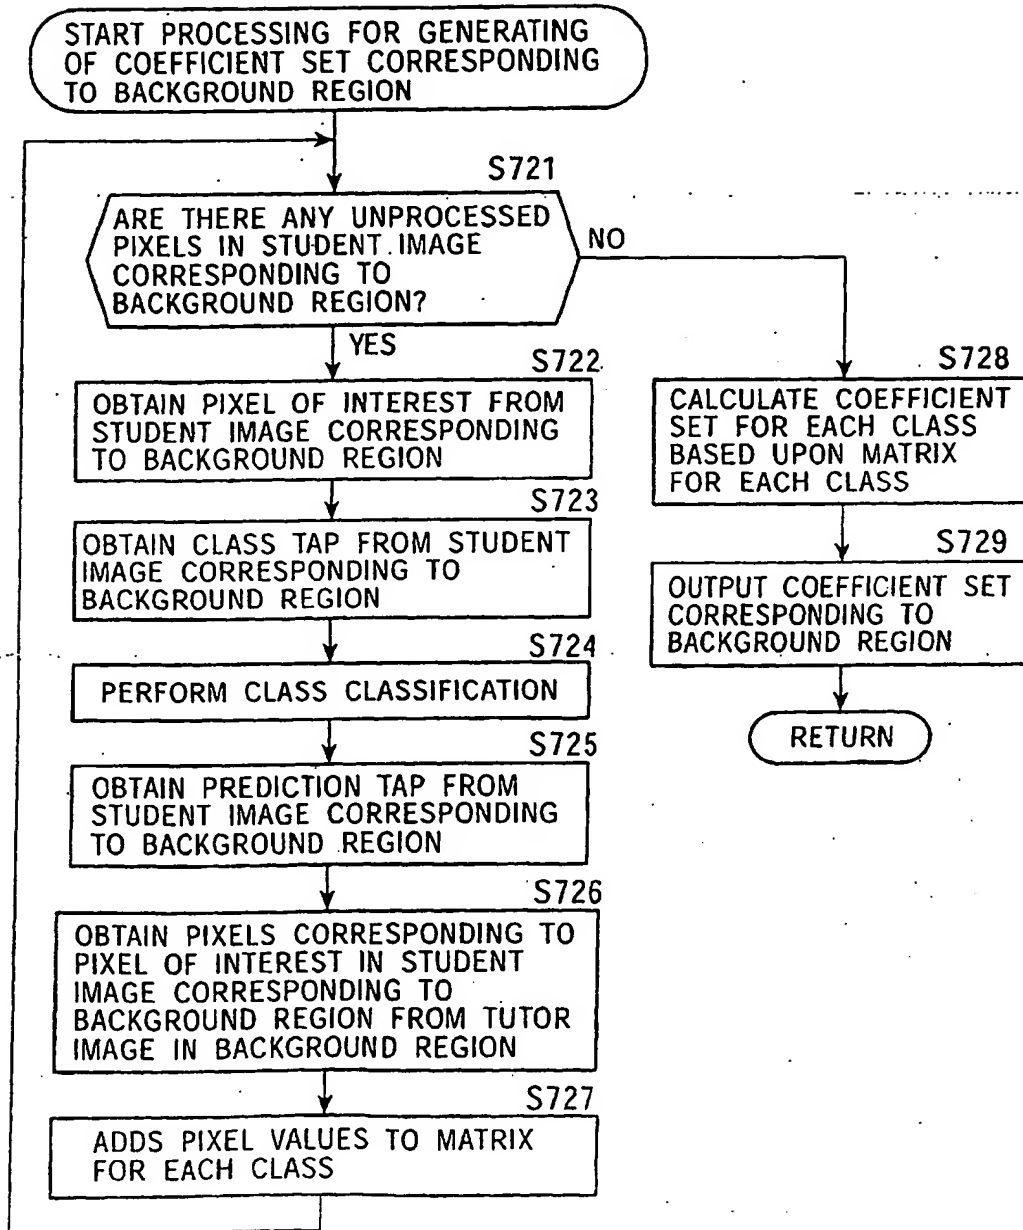 START PROCESSING FOR GENERATING
OF COEFFICIENT SET CORRESPONDING
TO BACKGROUND REGION
S721
ARE THERE ANY UNPROCESSED
PIXELS IN STUDENT IMAGE
CORRESPONDING TO
BACKGROUND REGION?
NO
YES
S722
OBTAIN PIXEL OF INTEREST FROM
STUDENT IMAGE CORRESPONDING
TO BACKGROUND REGION
S723
OBTAIN CLASS TAP FROM STUDENT
IMAGE CORRESPONDING TO
BACKGROUND REGION
S724
PERFORM CLASS CLASSIFICATION
S725
OBTAIN PREDICTION TAP FROM
STUDENT IMAGE CORRESPONDING
TO BACKGROUND REGION
S726
OBTAIN PIXELS CORRESPONDING TO
PIXEL OF INTEREST IN STUDENT
IMAGE CORRESPONDING TO
BACKGROUND REGION FROM TUTOR
IMAGE IN BACKGROUND REGION
S727
ADDS PIXEL VALUES TO MATRIX
FOR EACH CLASS
S728
CALCULATE COEFFICIENT
SET FOR EACH CLASS
BASED UPON MATRIX
FOR EACH CLASS
S729
OUTPUT COEFFICIENT SET
CORRESPONDING TO
BACKGROUND REGION
RETURN